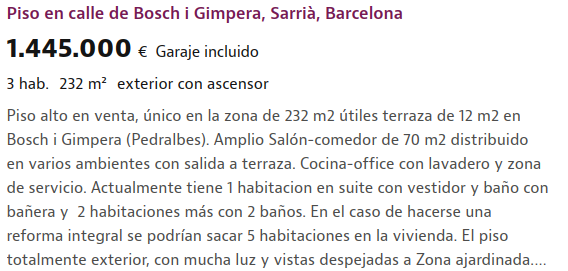 Piso en calle de Bosch i Gimpera, Sarrià, Barcelona
1.445.000 € Garaje incluido
3 hab. 232 m² exterior con ascensor
Piso alto en venta, único en la zona de 232 m2 útiles terraza de 12 m2 en
Bosch i Gimpera (Pedralbes). Amplio Salón-comedor de 70 m2 distribuido
en varios ambientes con salida a terraza. Cocina-office con lavadero y zona
de servicio. Actualmente tiene 1 habitacion en suite con vestidor y baño con
bañera y  2 habitaciones más con 2 baños. En el caso de hacerse una
reforma integral se podrían sacar 5 habitaciones en la vivienda. El piso
totalmente exterior, con mucha luz y vistas despejadas a Zona ajardinada....